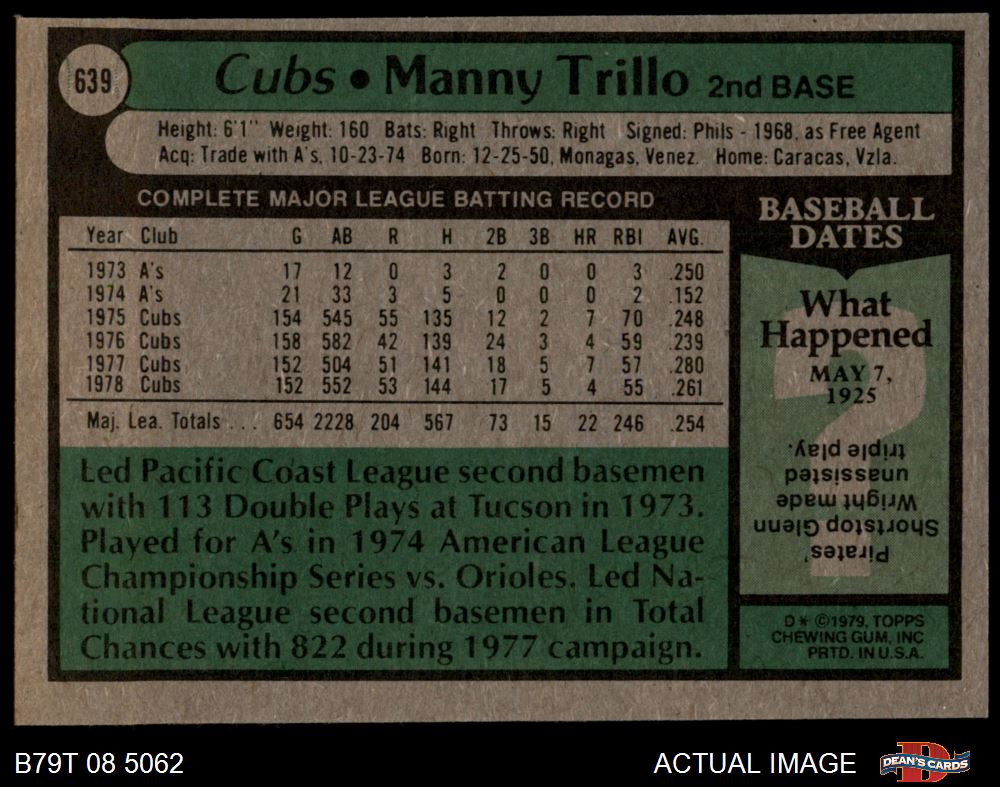 639
Cubs • Manny Trillo 2nd BASE
Height: 6'1" Weight: 160 Bats: Right Throws: Right Signed: Phils - 1968, as Free Agent
Acq: Trade with A's, 10-23-74 Born: 12-25-50, Monagas, Venez. Home: Caracas, Vzla.
COMPLETE MAJOR LEAGUE BATTING RECORD
Year Club G AB R H 2B 3B HR RBI AVG.
1973 A's 17 12 0 3 2 0 0 3 .250
1974 A's 21 33 3 5 0 0 0 2 .152
1975 Cubs 154 545 55 135 12 2 7 70 .248
1976 Cubs 158 582 42 139 24 3 4 59 .239
1977 Cubs 152 504 51 141 18 5 7 57 .280
1978 Cubs 152 552 53 144 17 5 4 55 .261
Maj. Lea. Totals . . . 654 2228 204 567 73 15 22 246 .254
Led Pacific Coast League second basemen
with 113 Double Plays at Tucson in 1973.
Played for A's in 1974 American League
Championship Series vs. Orioles. Led Na-
tional League second basemen in Total
Chances with 822 during 1977 campaign.
BASEBALL
DATES
What
Happened
MAY 7,
1925
Pirates'
Shortstop Glenn
Wright made
unassisted
triple play.
D* ©1979, TOPPS
CHEWING GUM, INC
PRTD. IN U.S.A.
B79T 08 5062
ACTUAL IMAGE
D
DEAN'S CARDS